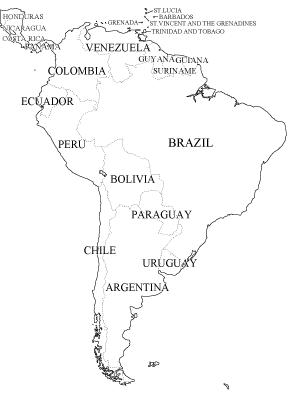 ST.LUCIA
HONDURAS
BARBADOS
GRENADA
ST.VINCENT AND THE GRENADINES
NICARAGUA
TRINIDAD AND TOBAGO
COSTA RICA
PANAMA
VENEZUELA
GUYANA
GUIANA
COLOMBIA
SURINAME
ECUADOR
PERU
BRAZIL
BOLIVIA
PARAGUAY
CHILE
URUGUAY
ARGENTINA